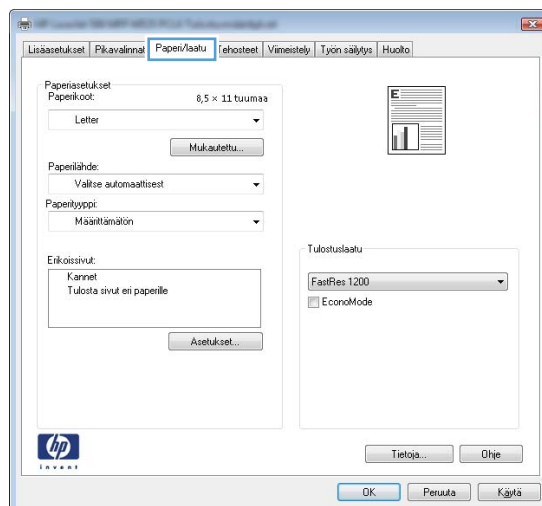 Lisäasetukset Pikavalinnat Paperi/laatu Tehosteet Viimeistely Työn säilytys Huolto
Paperiasetukset
Paperikoot: 8,5 × 11 tuumaa
Letter
Mukautettu...
Paperilähde:
Valitse automaattisest
Paperityyppi:
Määrittämätön
Erikoissivut:
Kannet
Tulosta sivut eri paperille
Asetukset...
E
Tulostuslaatu
FastRes 1200
EconoMode
hp
invent
Tietoja... Ohje
OK Peruuta Käytä